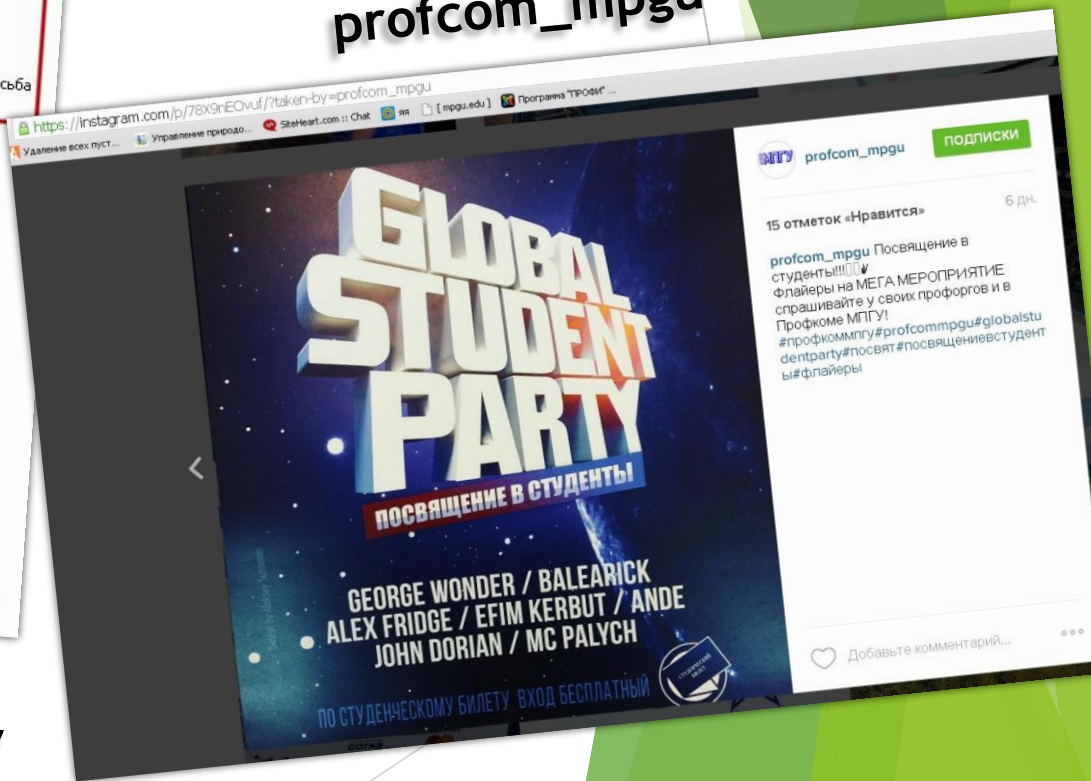 profcom_mpgu
сьба
https://instagram.com/p/78X9nEOvuf/?taken-by=profcom_mpgu
Удаление всех пуст... Управление природо... SiteHeart.com :: Chat яя [ mpgu.edu ] Программа "ПРОФИ" ...
GLOBAL
STUDENT
PARTY
ПОСВЯЩЕНИЕ В СТУДЕНТЫ
GEORGE WONDER / BALEARICK
ALEX FRIDGE / EFIM KERBUT / ANDE
JOHN DORIAN / MC PALYCH
ПО СТУДЕНЧЕСКОМУ БИЛЕТУ ВХОД БЕСПЛАТНЫЙ
СТУДЕНЧЕСКИЙ
БИЛЕТ
МПГУ
profcom_mpgu
ПОДПИСКИ
15 отметок «Нравится»
6 дн.
profcom_mpgu Посвящение в
студенты!!!
Флайеры на МЕГА МЕРОПРИЯТИЕ
спрашивайте у своих профоргов и в
Профкоме МПГУ!
#профкоммпгу#profcommpgu#globalstu
dentparty#посвят#посвящениевстудент
ы#флайеры
Добавьте комментарий...
СОГАЗ